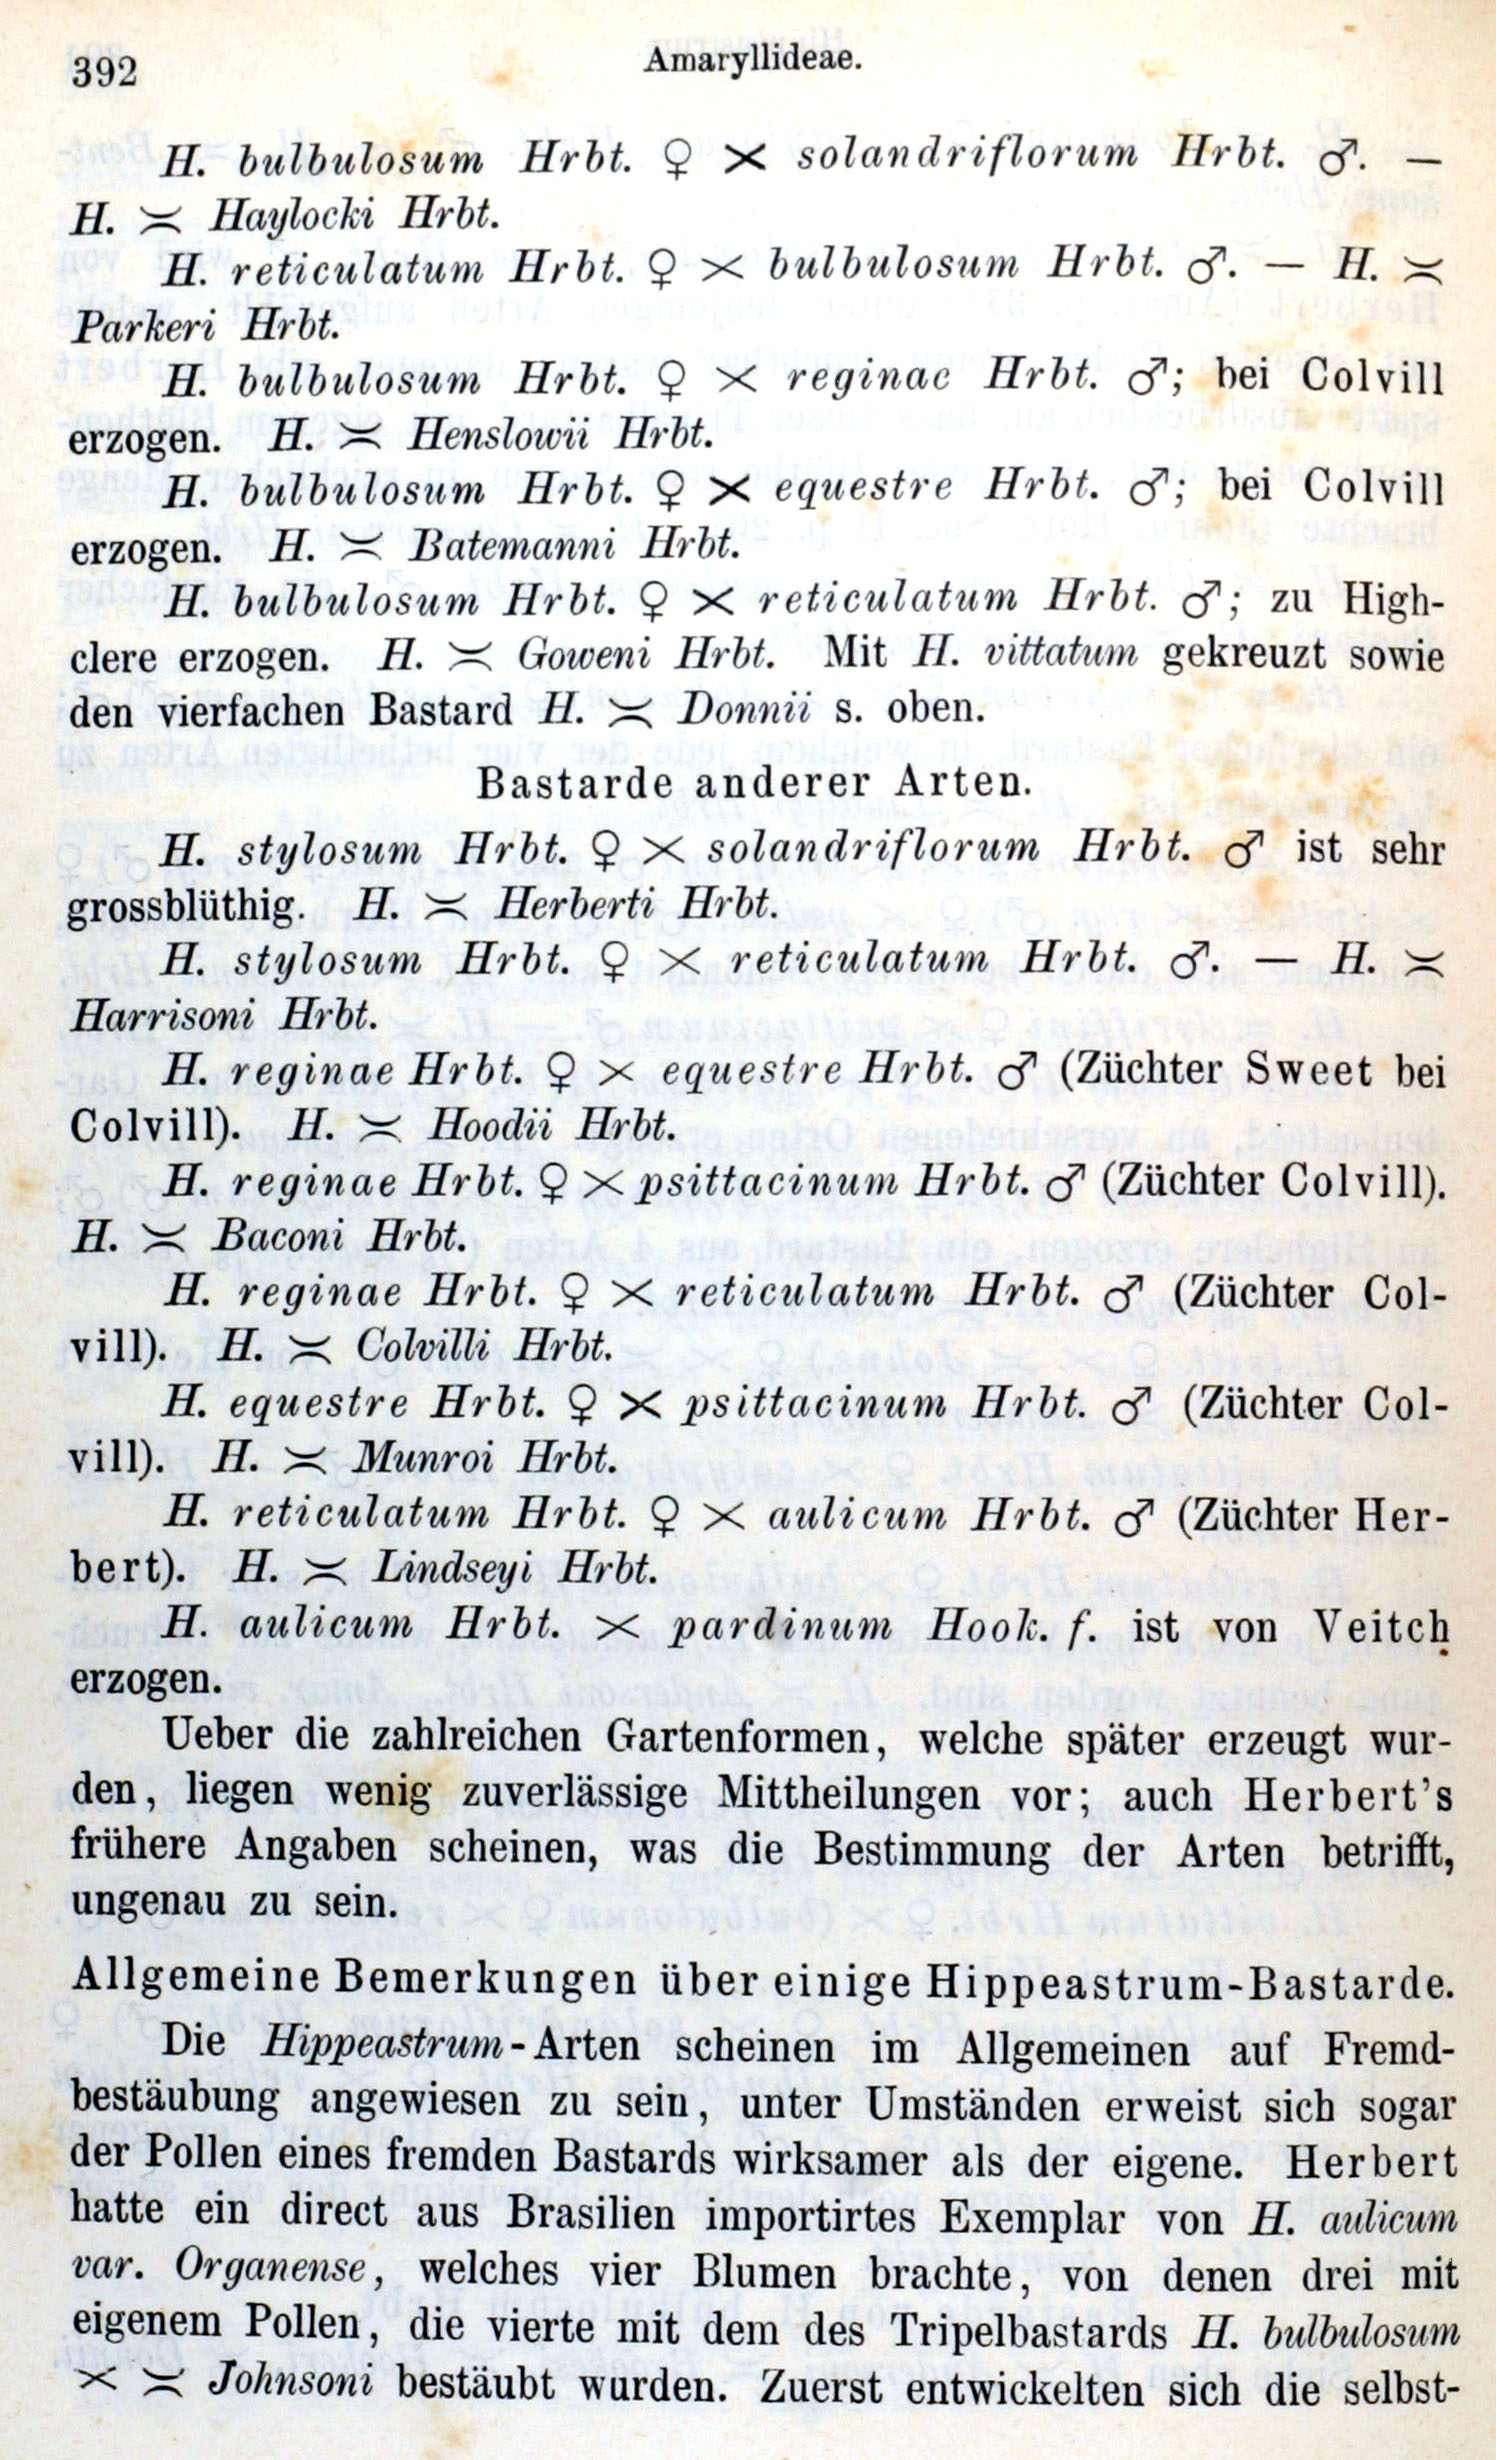 392
Amaryllideae.
H. bulbulosum Hrbt. ♀ × solandriflorum Hrbt. ♂. —
H. ≍ Haylocki Hrbt.
H. reticulatum Hrbt. ♀ × bulbulosum Hrbt. ♂. — H. ≍
Parkeri Hrbt.
H. bulbulosum Hrbt. ♀ × reginac Hrbt. ♂; bei Colvill
erzogen. H. ≍ Henslowii Hrbt.
H. bulbulosum Hrbt. ♀ × equestre Hrbt. ♂; bei Colvill
erzogen. H. ≍ Batemanni Hrbt.
H. bulbulosum Hrbt. ♀ × reticulatum Hrbt. ♂; zu High-
clere erzogen. H. ≍ Goweni Hrbt. Mit H. vittatum gekreuzt sowie
den vierfachen Bastard H. ≍ Donnii s. oben.
Bastarde anderer Arten.
H. stylosum Hrbt. ♀ × solandriflorum Hrbt. ♂ ist sehr
grossblüthig. H. ≍ Herberti Hrbt.
H. stylosum Hrbt. ♀ × reticulatum Hrbt. ♂. — H. ≍
Harrisoni Hrbt.
H. reginae Hrbt. ♀ × equestre Hrbt. ♂ (Züchter Sweet bei
Colvill). H. ≍ Hoodii Hrbt.
H. reginae Hrbt. ♀ × psittacinum Hrbt. ♂ (Züchter Colvill).
H. ≍ Baconi Hrbt.
H. reginae Hrbt. ♀ × reticulatum Hrbt. ♂ (Züchter Col-
vill). H. ≍ Colvilli Hrbt.
H. equestre Hrbt. ♀ × psittacinum Hrbt. ♂ (Züchter Col-
vill). H. ≍ Munroi Hrbt.
H. reticulatum Hrbt. ♀ × aulicum Hrbt. ♂ (Züchter Her-
bert). H. ≍ Lindseyi Hrbt.
H. aulicum Hrbt. × pardinum Hook. f. ist von Veitch
erzogen.
Ueber die zahlreichen Gartenformen, welche später erzeugt wur-
den, liegen wenig zuverlässige Mittheilungen vor; auch Herbert's
frühere Angaben scheinen, was die Bestimmung der Arten betrifft,
ungenau zu sein.
Allgemeine Bemerkungen über einige Hippeastrum-Bastarde.
Die Hippeastrum-Arten scheinen im Allgemeinen auf Fremd-
bestäubung angewiesen zu sein, unter Umständen erweist sich sogar
der Pollen eines fremden Bastards wirksamer als der eigene. Herbert
hatte ein direct aus Brasilien importirtes Exemplar von H. aulicum
var. Organense, welches vier Blumen brachte, von denen drei mit
eigenem Pollen, die vierte mit dem des Tripelbastards H. bulbulosum
× ≍ Johnsoni bestäubt wurden. Zuerst entwickelten sich die selbst-